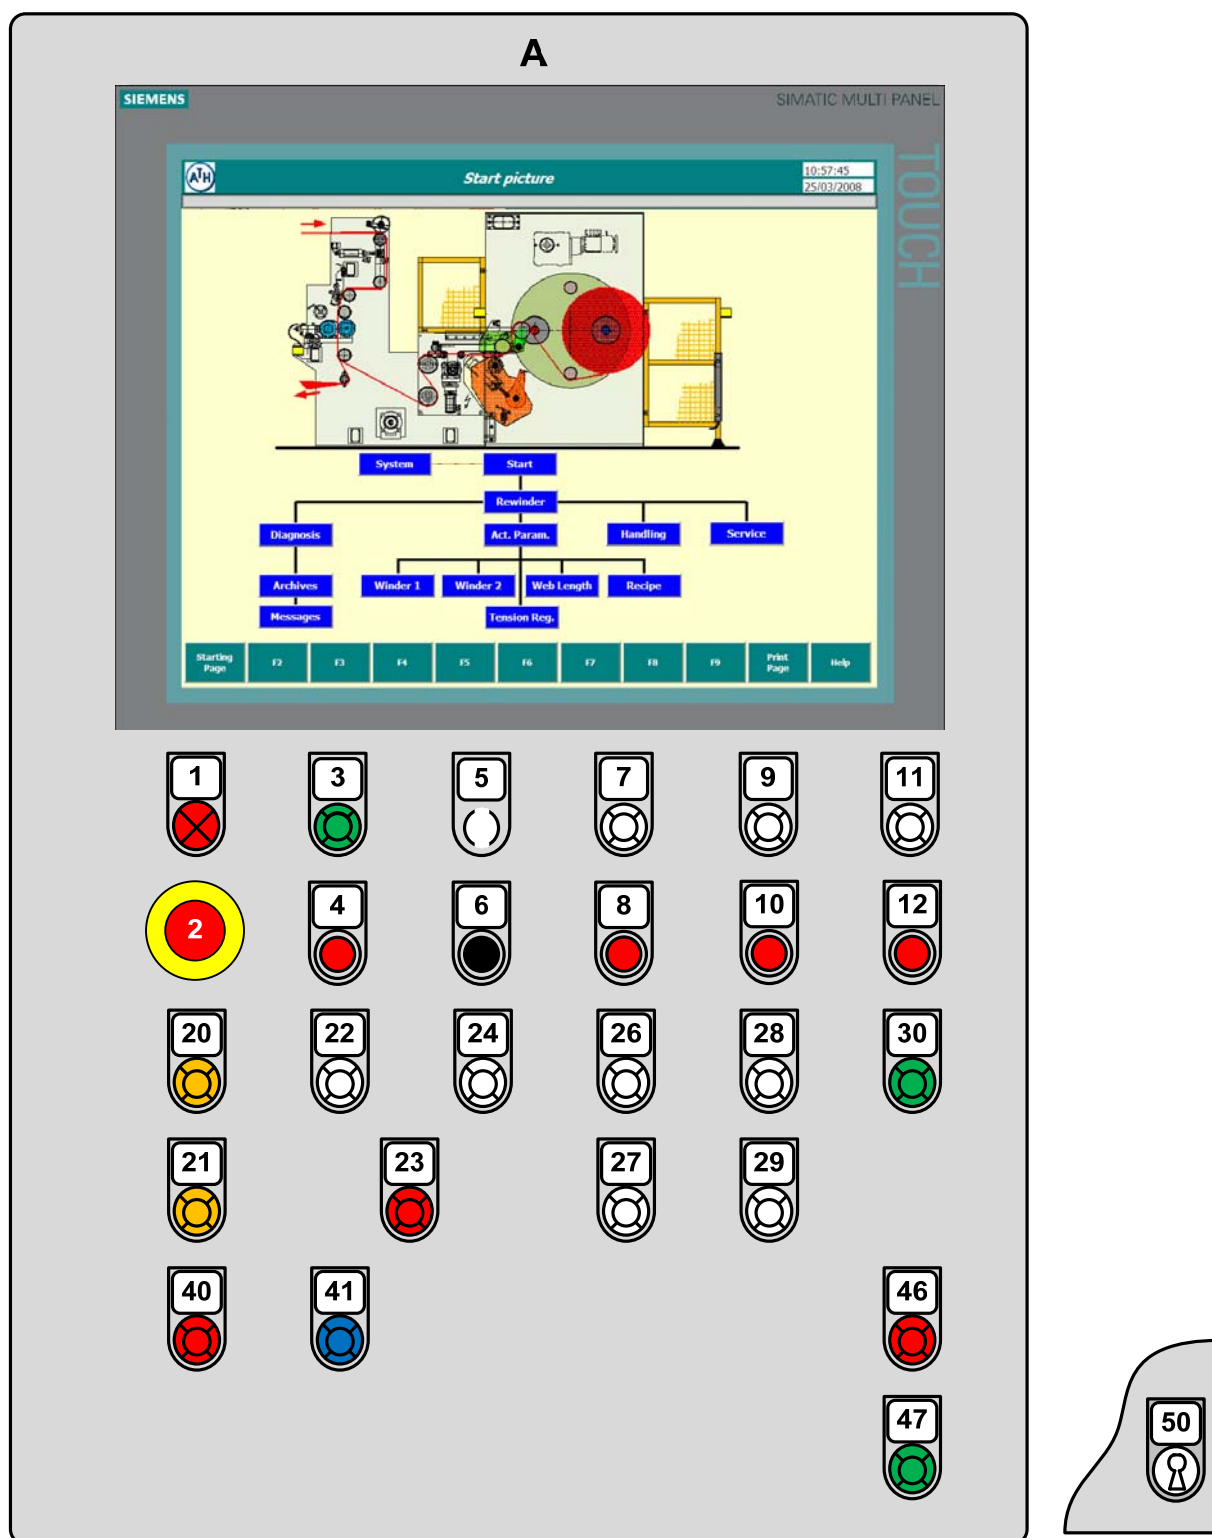 A
SIEMENS
SIMATIC MULTI PANEL
TOUCH
ATH
Start picture
10:57:45
25/03/2008
System
Start
Rewinder
Diagnosis
Act. Param.
Handling
Service
Archives
Winder 1
Winder 2
Web Length
Recipe
Messages
Tension Reg.
Starting
Page
F2
F3
F4
F5
F6
F7
F8
F9
Print
Page
Help
1
3
5
7
9
11
2
4
6
8
10
12
20
22
24
26
28
30
21
23
27
29
40
41
46
47
50